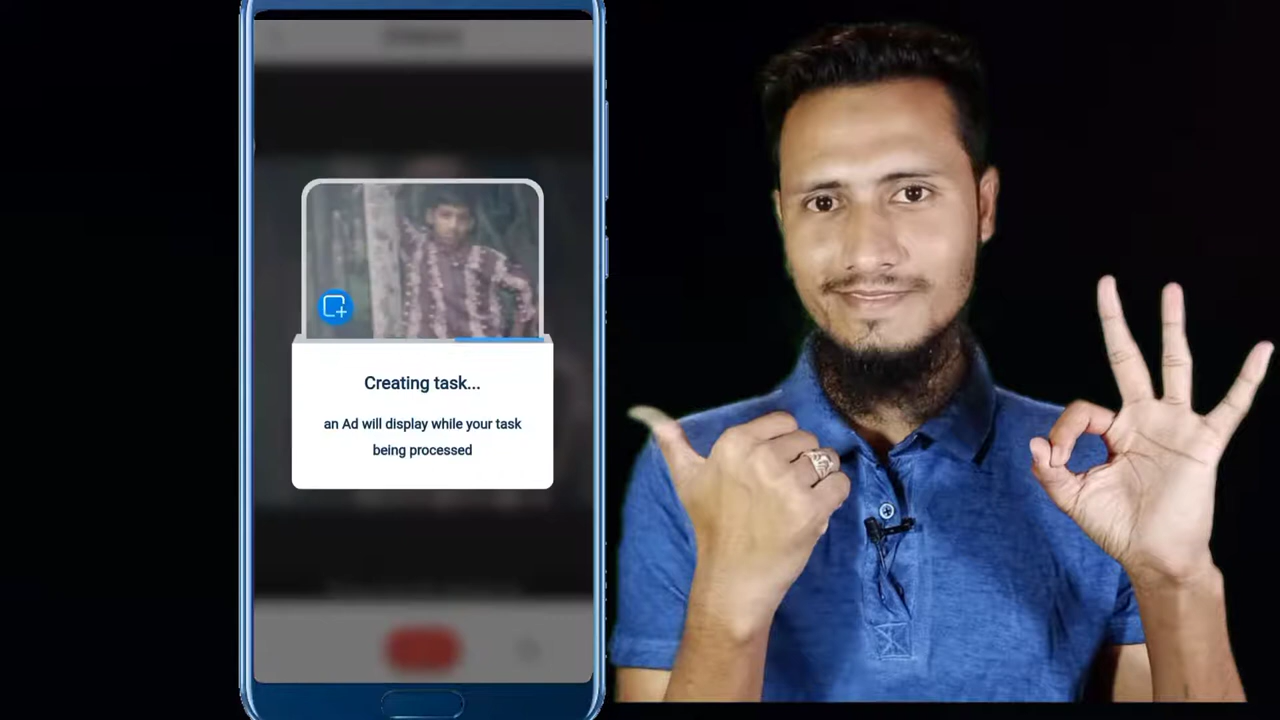 Creating task...
an Ad will display while your task
being processed